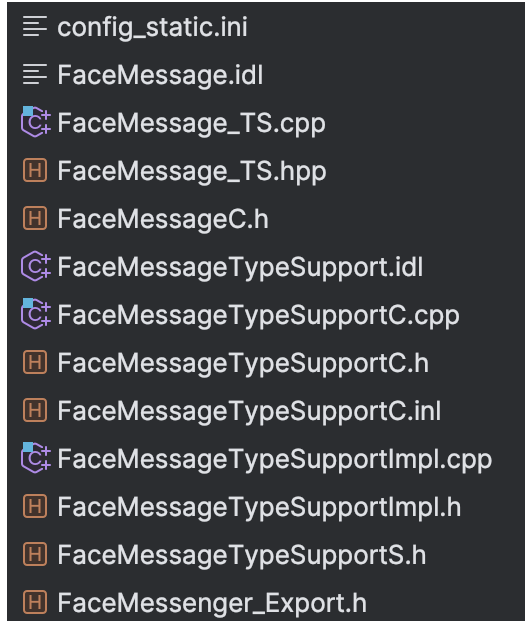 config_static.ini
FaceMessage.idl
FaceMessage_TS.cpp
FaceMessage_TS.hpp
FaceMessageC.h
FaceMessageTypeSupport.idl
FaceMessageTypeSupportC.cpp
FaceMessageTypeSupportC.h
FaceMessageTypeSupportC.inl
FaceMessageTypeSupportImpl.cpp
FaceMessageTypeSupportImpl.h
FaceMessageTypeSupportS.h
FaceMessenger_Export.h